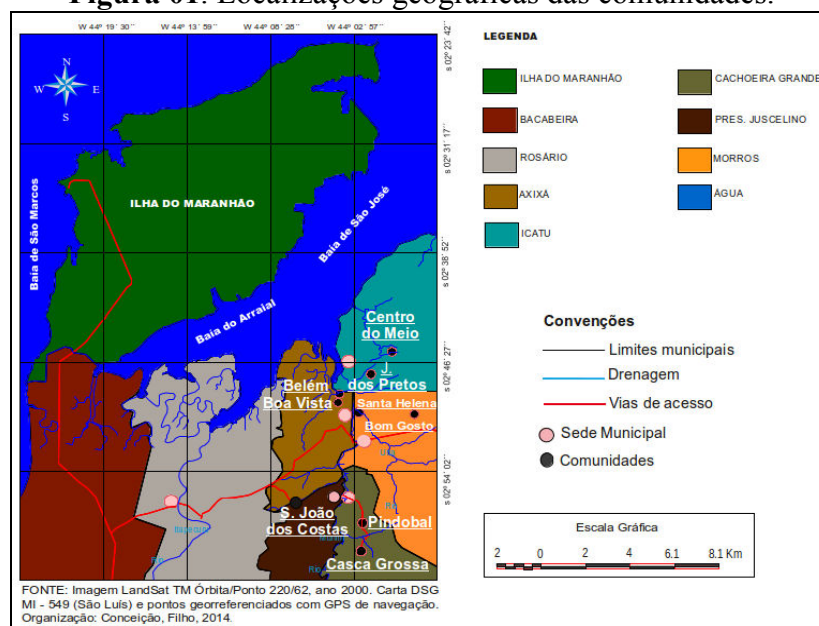 Figura 01. Localizações geográficas das comunidades.
W 44º 19´ 30´´ W 44º 13´ 59´´ W 44º 08´ 28´´ W 44º 02´ 57´´
S 02º 23´ 42´´
S 02º 31´ 17´´
S 02º 38´ 52´´
S 02º 46´ 27´´
S 02º 54´ 02´´
N
W E
S
ILHA DO MARANHÃO
Baía de São Marcos
Baía de São José
Baía do Arraial
Centro
do Meio
J.
dos Pretos
Belém
Boa Vista
Santa Helena
Bom Gosto
S. João
dos Costas
Pindobal
Casca Grossa
Rio
Rio
LEGENDA
ILHA DO MARANHÃO
BACABEIRA
ROSÁRIO
AXIXÁ
ICATU
CACHOEIRA GRANDE
PRES. JUSCELINO
MORROS
ÁGUA
Convenções
Limites municipais
Drenagem
Vias de acesso
Sede Municipal
Comunidades
Escala Gráfica
2 0 2 4 6.1 8.1 Km
FONTE: Imagem LandSat TM Órbita/Ponto 220/62, ano 2000. Carta DSG
MI - 549 (São Luís) e pontos georreferenciados com GPS de navegação.
Organização: Conceição, Filho, 2014.